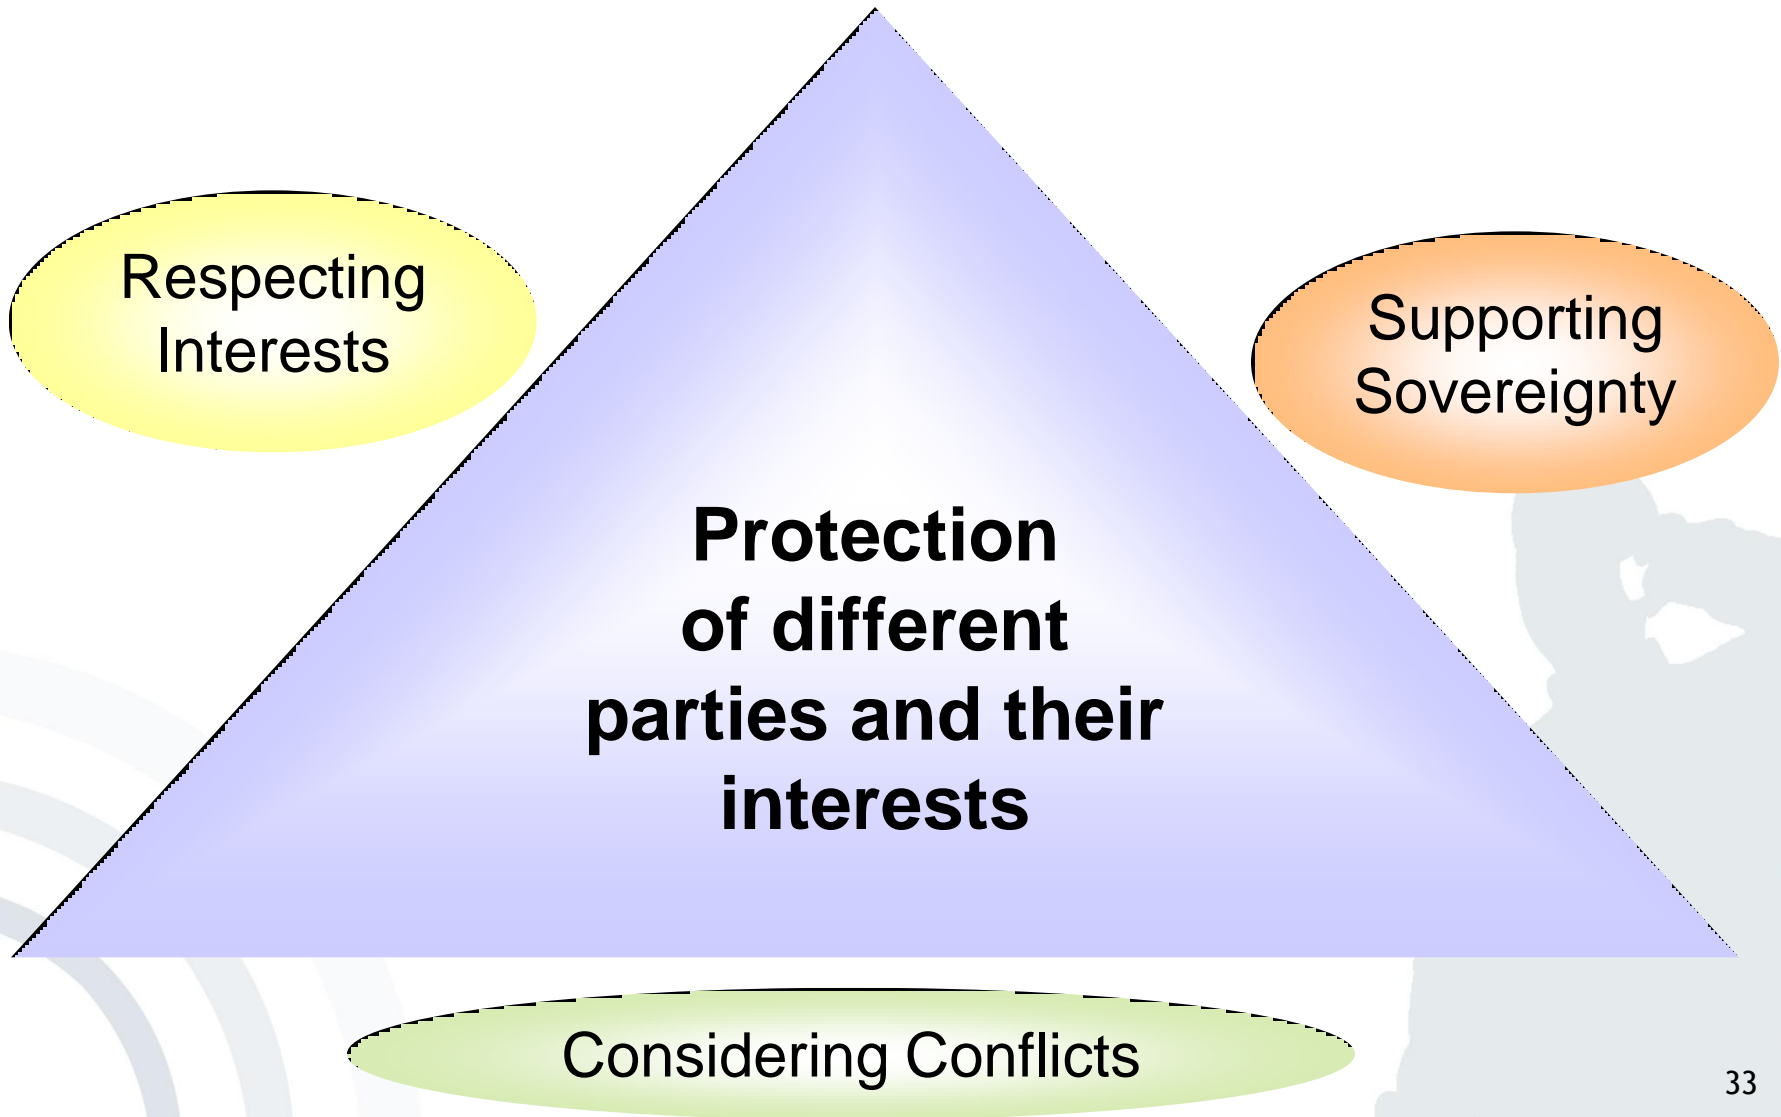 Respecting
Interests
Supporting
Sovereignty
Protection
of different
parties and their
interests
Considering Conflicts
33